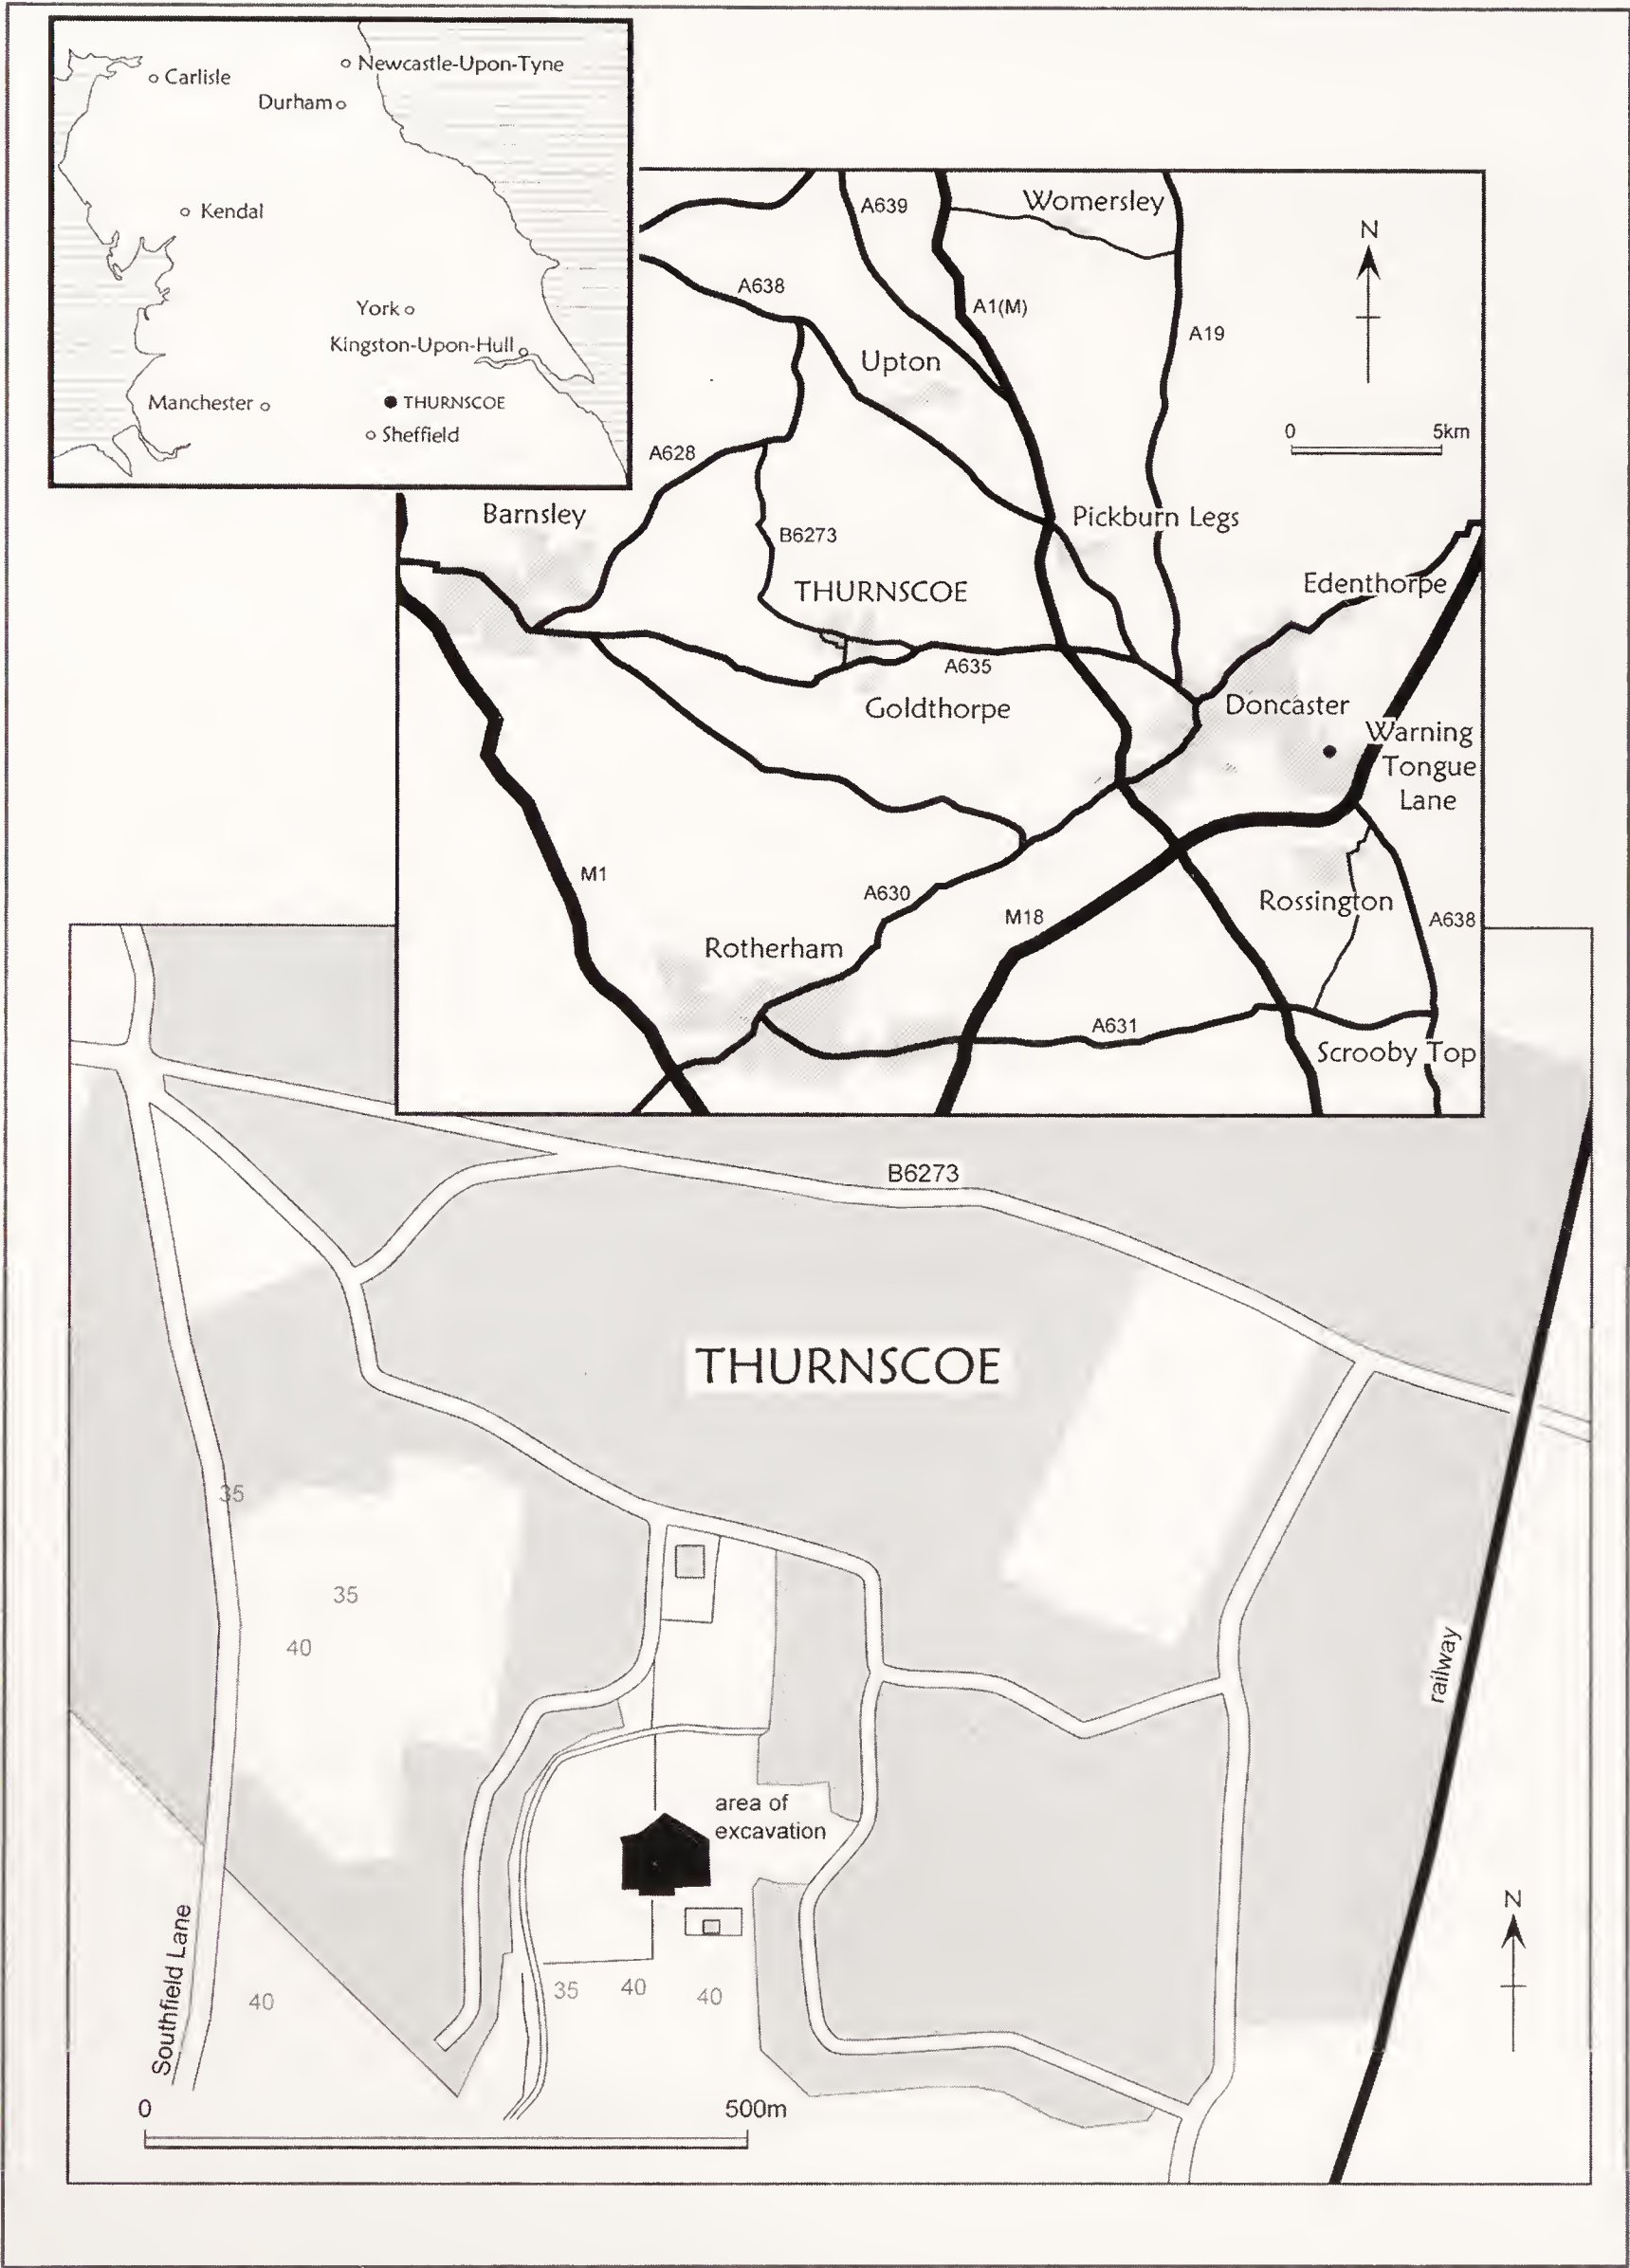 Newcastle-Upon-Tyne
Carlisle
Durham
Kendal
York
Kingston-Upon-Hull
Manchester
THURNSCOE
Sheffield
A639
Womersley
N
A638
A1(M)
A19
Upton
0 5km
A628
Barnsley
Pickburn Legs
B6273
THURNSCOE
Edenthorpe
A635
Goldthorpe
Doncaster
Warning
Tongue
Lane
M1
A630
Rossington
M18
A638
Rotherham
A631
Scrooby Top
B6273
THURNSCOE
35
35
40
railway
area of
excavation
N
Southfield Lane
35
40
40
40
0 500m